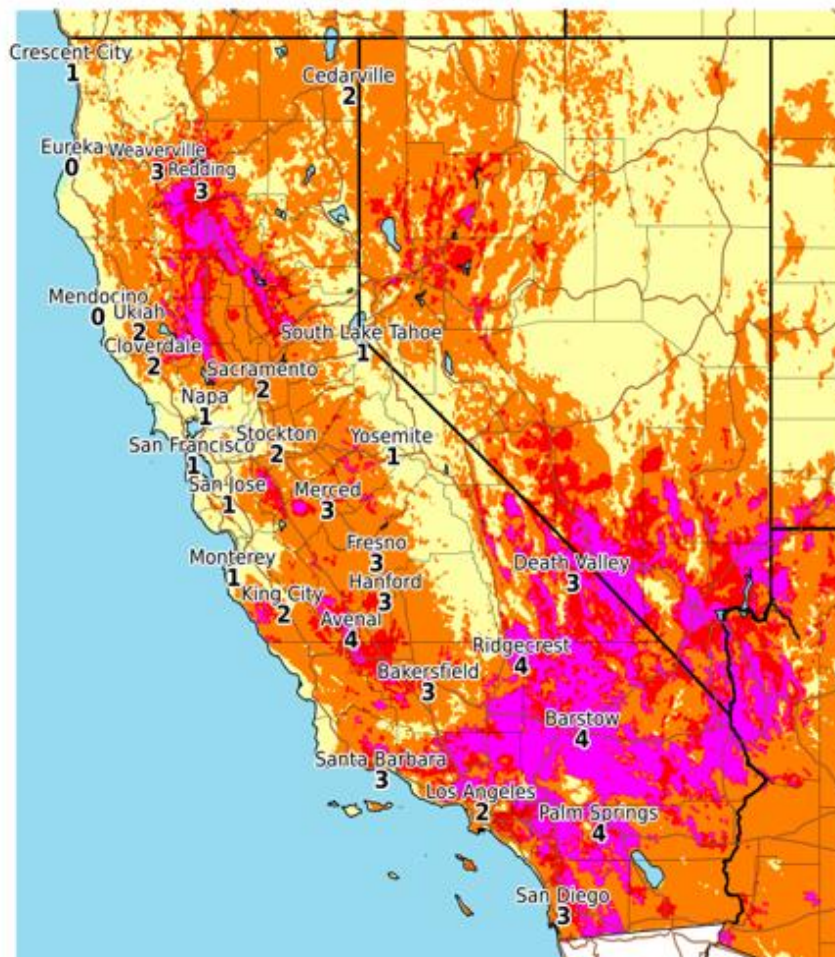 Crescent City
1
Cedarville
2
Eureka
0
Weaverville
3
Redding
3
Mendocino
0
Ukiah
2
Cloverdale
2
South Lake Tahoe
1
Sacramento
2
Napa
1
San Francisco
1
Stockton
2
Yosemite
1
San Jose
1
Merced
3
Monterey
1
Fresno
3
Death Valley
3
King City
2
Hanford
3
Avenal
4
Ridgecrest
4
Bakersfield
3
Barstow
4
Santa Barbara
3
Los Angeles
2
Palm Springs
4
San Diego
3